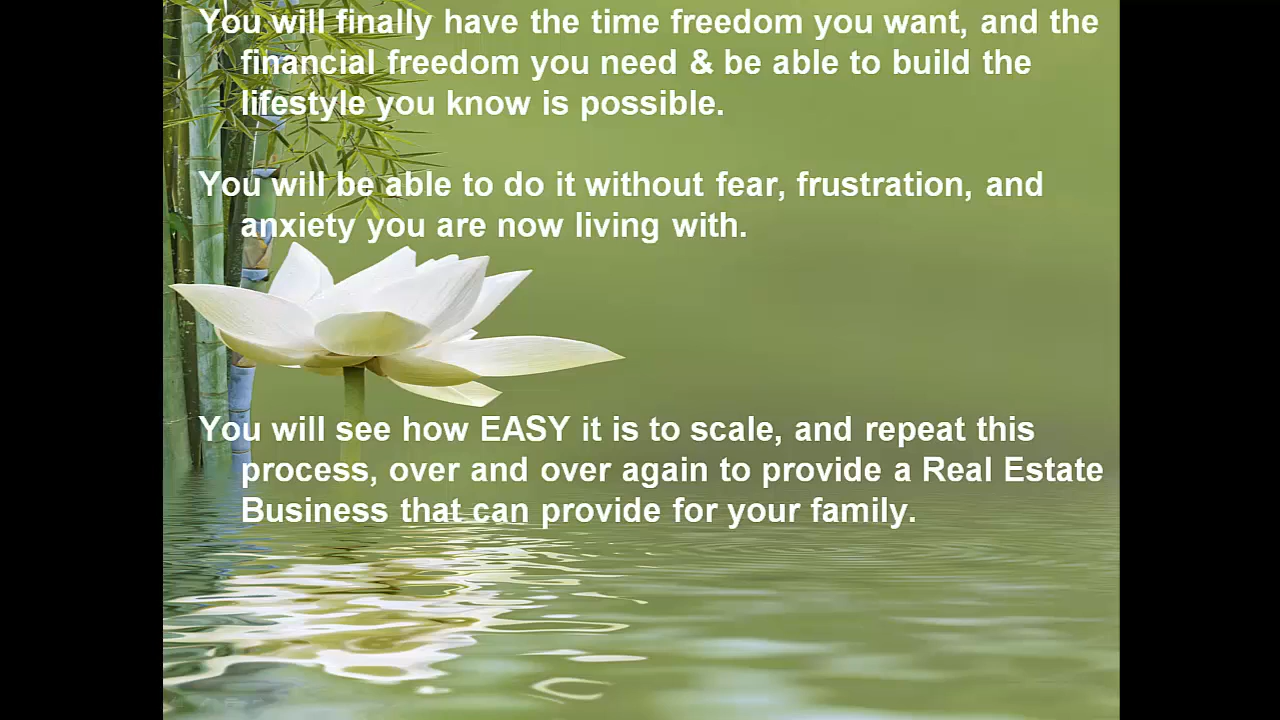 You will finally have the time freedom you want, and the
financial freedom you need & be able to build the
lifestyle you know is possible.
You will be able to do it without fear, frustration, and
anxiety you are now living with.
You will see how EASY it is to scale, and repeat this
process, over and over again to provide a Real Estate
Business that can provide for your family.